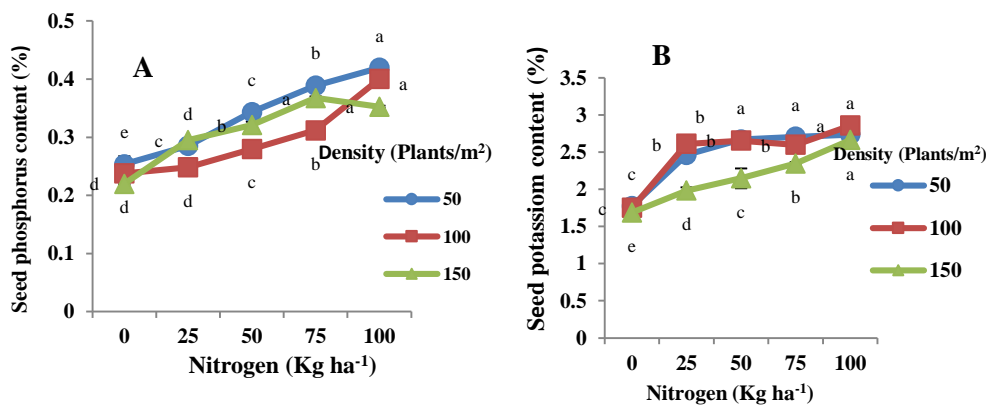 A
Seed phosphorus content (%)
0.5
0.4
0.3
0.2
0.1
0
a
b
c
a
d
a
a
e
c
b
d
b
c
d
d
Density (Plants/m²)
50
100
150
0 25 50 75 100
Nitrogen (Kg ha⁻¹)
B
Seed potassiom content (%)
3.5
3
2.5
2
1.5
1
0.5
0
b b a a a
b b b a
c
c
a
b
c
d
e
Density (Plants/m²)
50
100
150
0 25 50 75 100
Nitrogen (Kg ha⁻¹)